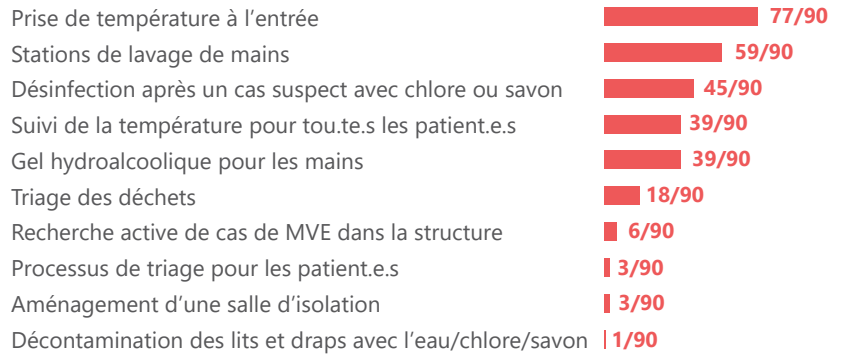 Prise de température à l’entrée 77/90
Stations de lavage de mains 59/90
Désinfection après un cas suspect avec chlore ou savon 45/90
Suivi de la température pour tou.te.s les patient.e.s 39/90
Gel hydroalcoolique pour les mains 39/90
Triage des déchets 18/90
Recherche active de cas de MVE dans la structure 6/90
Processus de triage pour les patient.e.s 3/90
Aménagement d’une salle d’isolation 3/90
Décontamination des lits et draps avec l’eau/chlore/savon 1/90